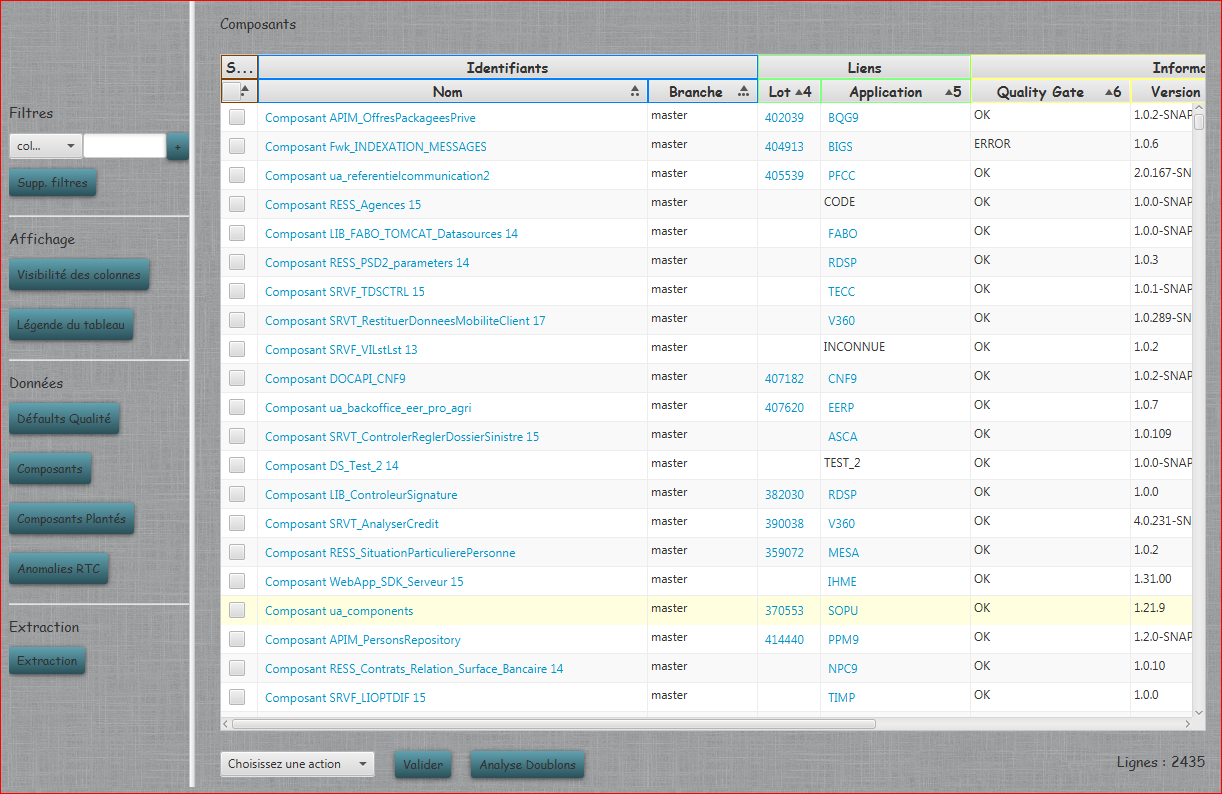 Composants
Filtres
col...
+
Supp. filtres
Affichage
Visibilité des colonnes
Légende du tableau
Données
Défaults Qualité
Composants
Composants Plantés
Anomalies RTC
Extraction
Extraction
S... Identifiants Liens Informa
Nom Branche Lot 4 Application 5 Quality Gate 6 Version
Composant APIM_OffresPackageesPrive master 402039 BQG9 OK 1.0.2-SNAP
Composant Fwk_INDEXATION_MESSAGES master 404913 BIGS ERROR 1.0.6
Composant ua_referentielcommunication2 master 405539 PFCC OK 2.0.167-SN
Composant RESS_Agences 15 master CODE OK 1.0.0-SNAP
Composant LIB_FABO_TOMCAT_Datasources 14 master FABO OK 1.0.0-SNAP
Composant RESS_PSD2_parameters 14 master RDSP OK 1.0.3
Composant SRVF_TDSCTRL 15 master TECC OK 1.0.1-SNAP
Composant SRVT_RestituerDonneesMobiliteClient 17 master V360 OK 1.0.289-SN
Composant SRVF_VILstLst 13 master INCONNUE OK 1.0.2
Composant DOCAPI_CNF9 master 407182 CNF9 OK 1.0.2-SNAP
Composant ua_backoffice_eer_pro_agri master 407620 EERP OK 1.0.7
Composant SRVT_ControlerReglerDossierSinistre 15 master ASCA OK 1.0.109
Composant DS_Test_2 14 master TEST_2 OK 1.0.0-SNAP
Composant LIB_ControleurSignature master 382030 RDSP OK 1.0.0
Composant SRVT_AnalyserCredit master 390038 V360 OK 4.0.231-SN
Composant RESS_SituationParticulierePersonne master 359072 MESA OK 1.0.2
Composant WebApp_SDK_Serveur 15 master IHME OK 1.31.00
Composant ua_components master 370553 SOPU OK 1.21.9
Composant APIM_PersonsRepository master 414440 PPM9 OK 1.2.0-SNAP
Composant RESS_Contrats_Relation_Surface_Bancaire 14 master NPC9 OK 1.0.10
Composant SRVF_LIOPTDIF 15 master TIMP OK 1.0.0
Choisissez une action Valider Analyse Doublons Lignes : 2435